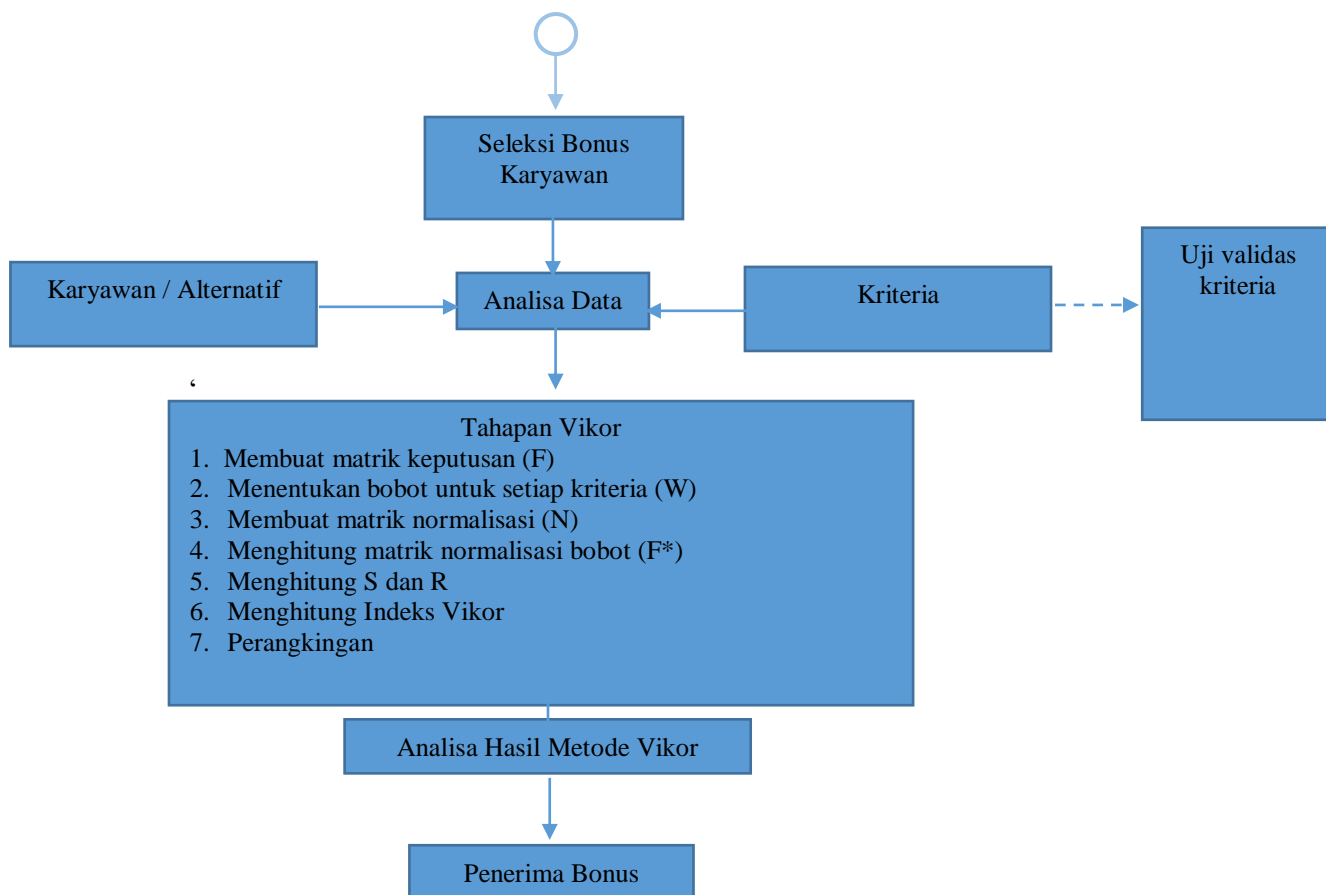 Seleksi Bonus
Karyawan
Karyawan / Alternatif
Analisa Data
Kriteria
Uji validas
kriteria
‘
Tahapan Vikor
1. Membuat matrik keputusan (F)
2. Menentukan bobot untuk setiap kriteria (W)
3. Membuat matrik normalisasi (N)
4. Menghitung matrik normalisasi bobot (F*)
5. Menghitung S dan R
6. Menghitung Indeks Vikor
7. Perangkingan
Analisa Hasil Metode Vikor
Penerima Bonus